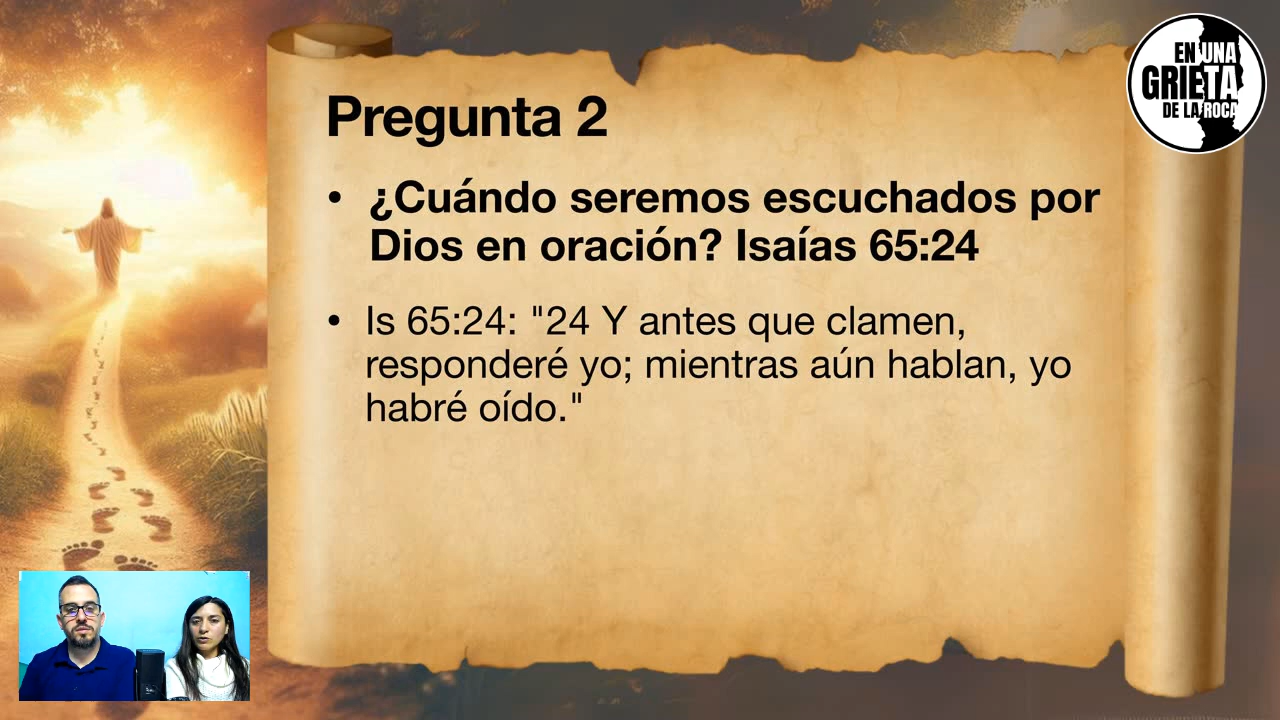 EN UNA
GRIETA
DE LA ROCA
Pregunta 2
• ¿Cuándo seremos escuchados por
Dios en oración? Isaías 65:24
• Is 65:24: "24 Y antes que clamen,
responderé yo; mientras aún hablan, yo
habré oído."